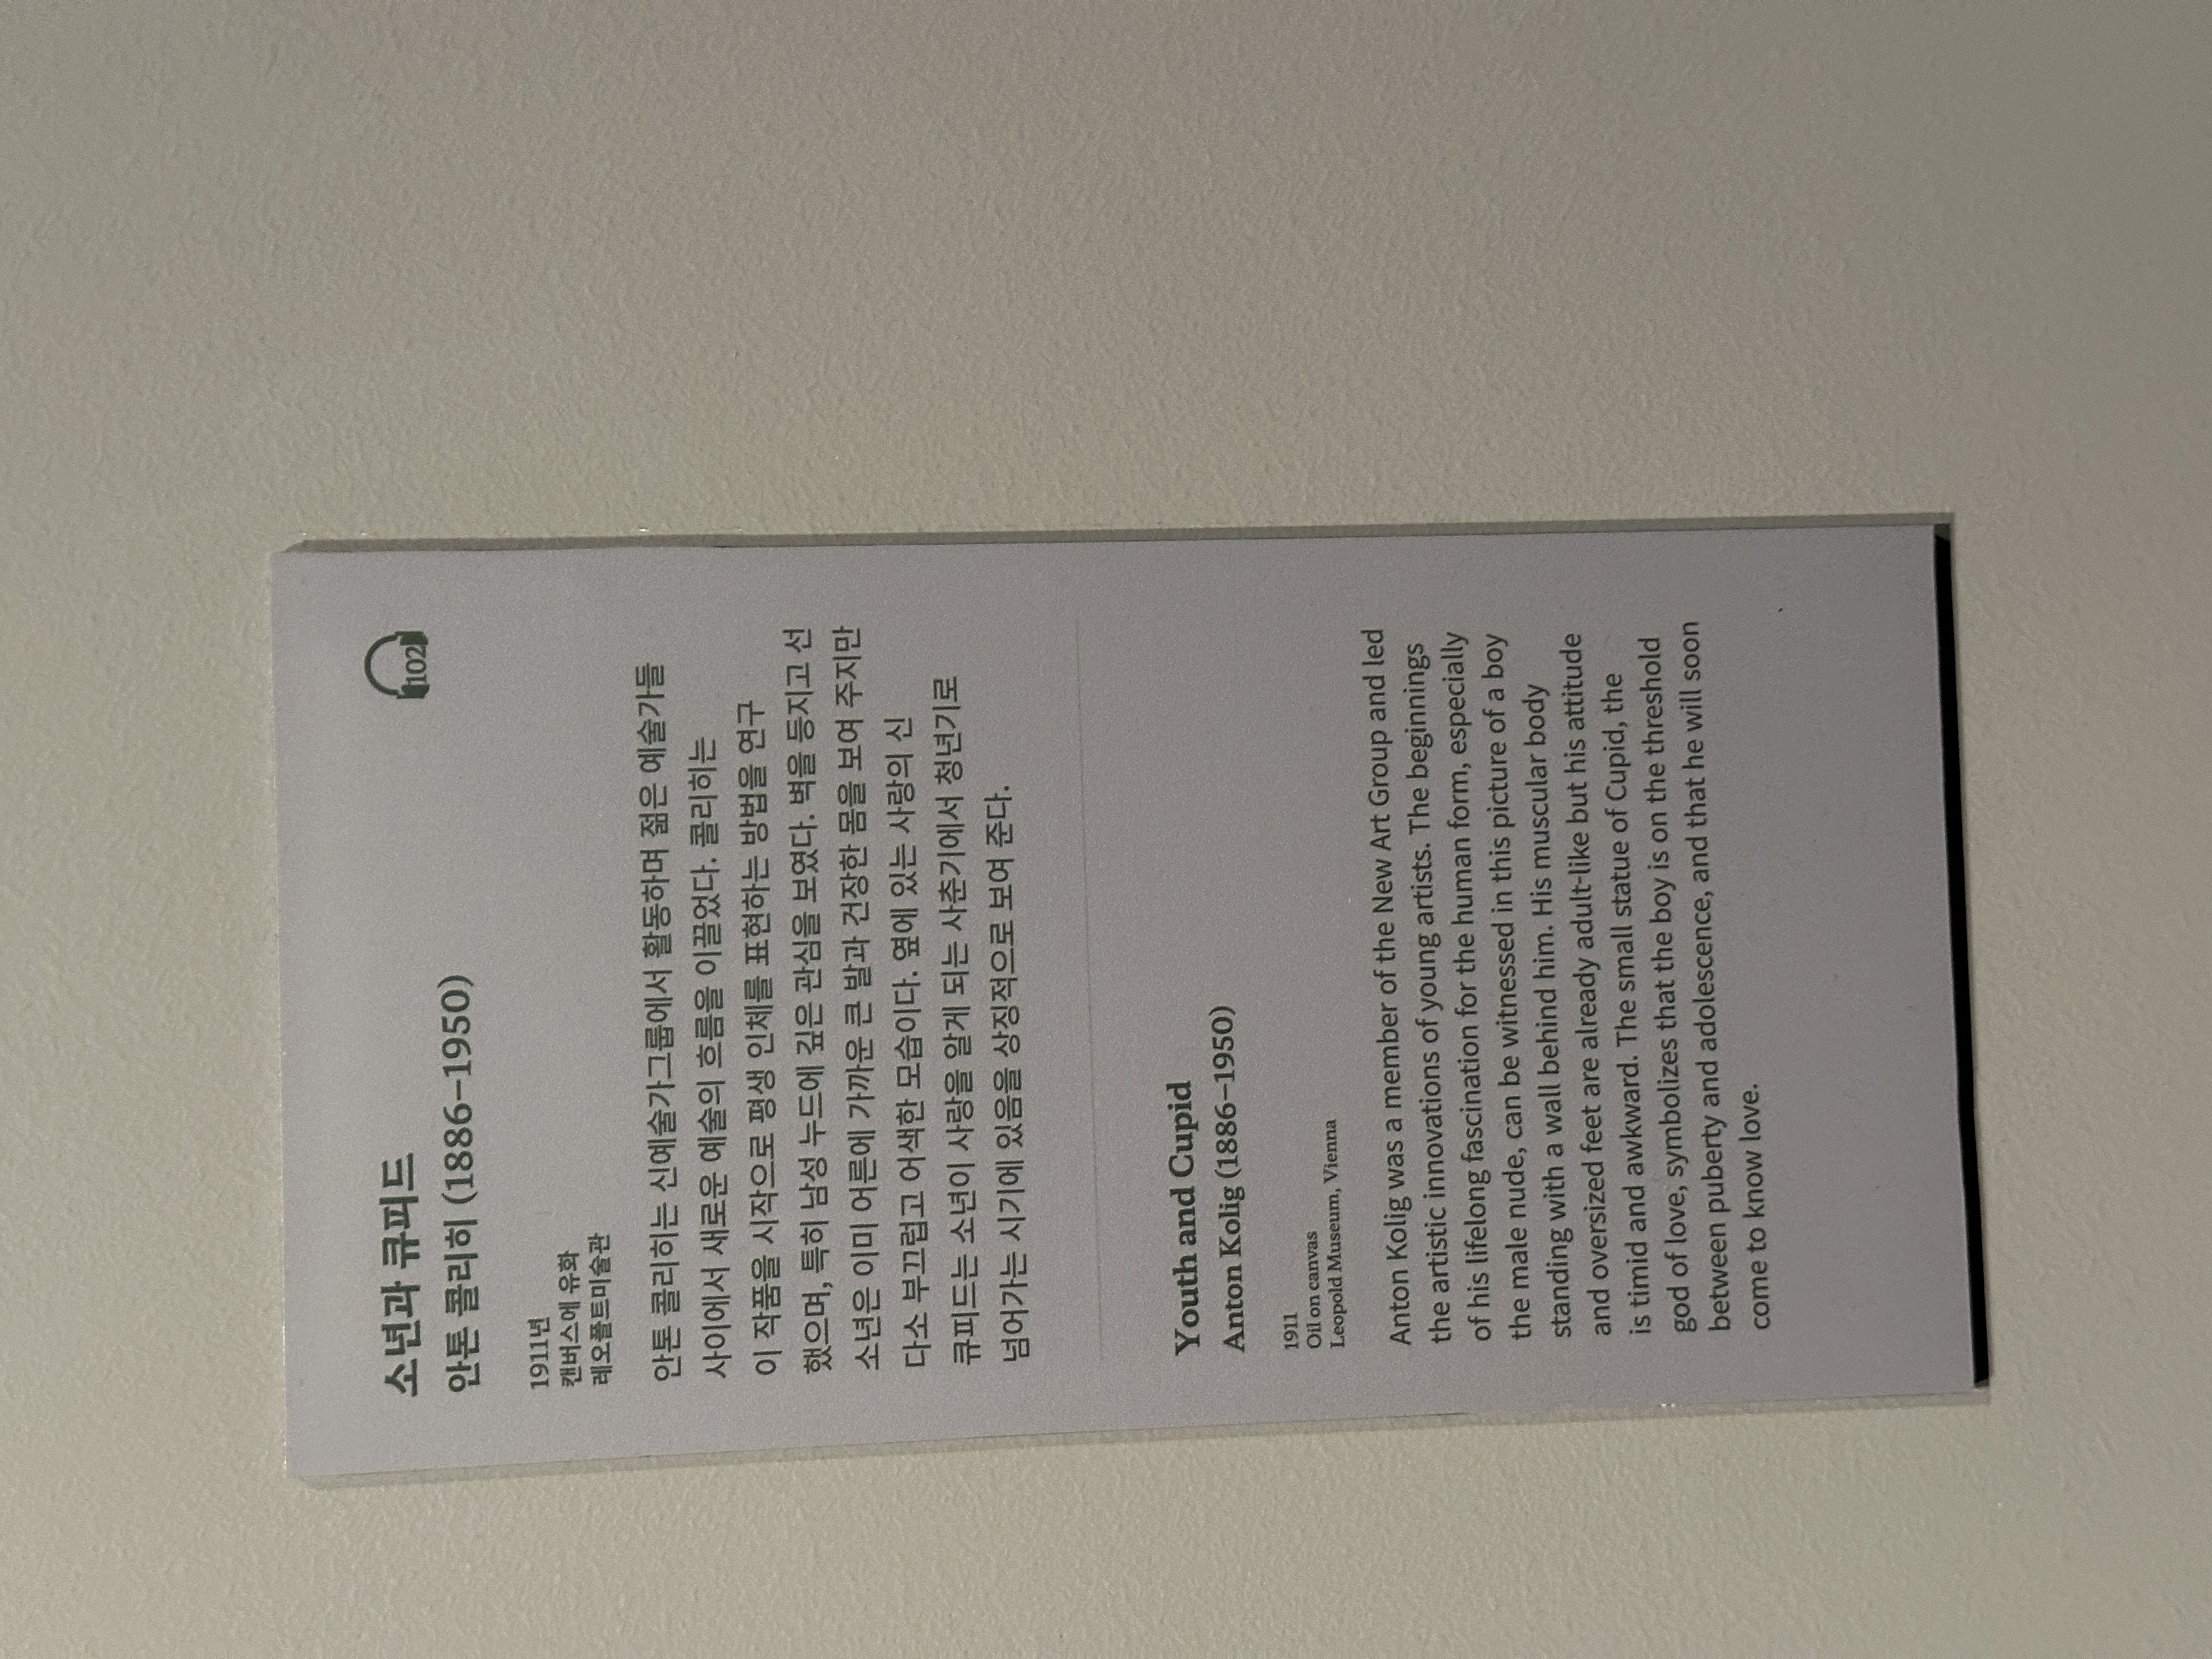 소년과 큐피드
안톤 콜리히 (1886–1950)
102
1911년
캔버스에 유화
레오폴트미술관
안톤 콜리히는 신예술가그룹에서 활동하며 젊은 예술가들
사이에서 새로운 예술의 흐름을 이끌었다. 콜리히는
이 작품을 시작으로 평생 인체를 표현하는 방법을 연구
했으며, 특히 남성 누드에 깊은 관심을 보였다. 벽을 등지고 선
소년은 이미 어른에 가까운 큰 발과 건장한 몸을 보여 주지만
다소 부끄럽고 어색한 모습이다. 옆에 있는 사랑의 신
큐피드는 소년이 사랑을 알게 되는 사춘기에서 청년기로
넘어가는 시기에 있음을 상징적으로 보여 준다.
Youth and Cupid
Anton Kolig (1886–1950)
1911
Oil on canvas
Leopold Museum, Vienna
Anton Kolig was a member of the New Art Group and led
the artistic innovations of young artists. The beginnings
of his lifelong fascination for the human form, especially
the male nude, can be witnessed in this picture of a boy
standing with a wall behind him. His muscular body
and oversized feet are already adult-like but his attitude
is timid and awkward. The small statue of Cupid, the
god of love, symbolizes that the boy is on the threshold
between puberty and adolescence, and that he will soon
come to know love.